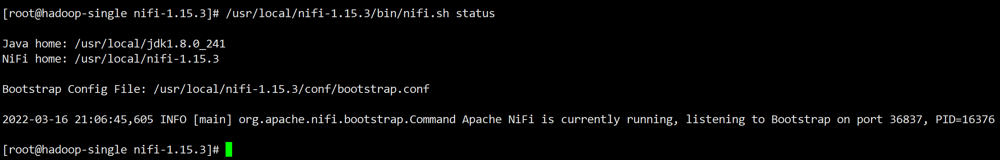 [root@hadoop-single nifi-1.15.3]# /usr/local/nifi-1.15.3/bin/nifi.sh status
Java home: /usr/local/jdk1.8.0_241
NiFi home: /usr/local/nifi-1.15.3
Bootstrap Config File: /usr/local/nifi-1.15.3/conf/bootstrap.conf
2022-03-16 21:06:45,605 INFO [main] org.apache.nifi.bootstrap.Command Apache NiFi is currently running, listening to Bootstrap on port 36837, PID=16376
[root@hadoop-single nifi-1.15.3]#